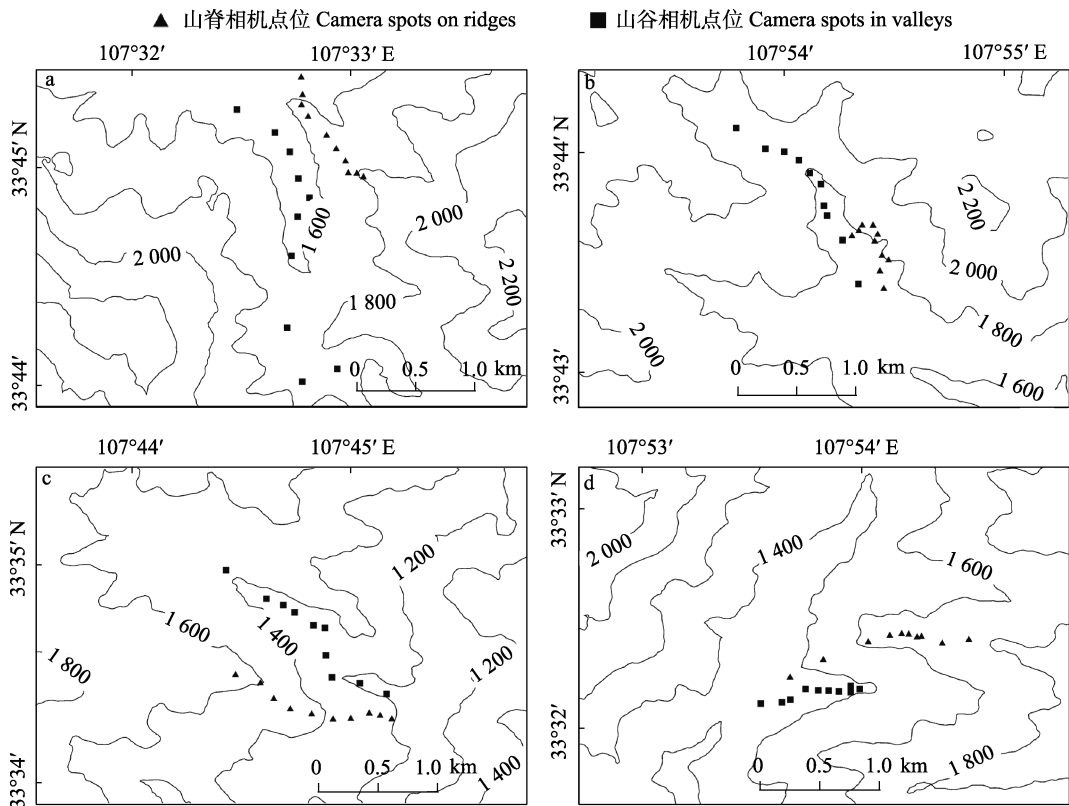 山脊相机点位 Camera spots on ridges
山谷相机点位 Camera spots in valleys
107°32′
107°33′ E
107°54′
107°55′ E
a
33°45′ N
33°44′
2 000
1 600
2 000
2 200
1 800
0 0.5 1.0 km
b
33°44′ N
33°43′
2 200
2 000
1 800
2 000
1 600
0 0.5 1.0 km
107°44′
107°45′ E
107°53′
107°54′ E
c
33°35′ N
33°34′
1 200
1 600
1 400
1 800
1 200
1 400
0 0.5 1.0 km
d
33°33′ N
33°32′
2 000
1 400
1 600
1 800
0 0.5 1.0 km